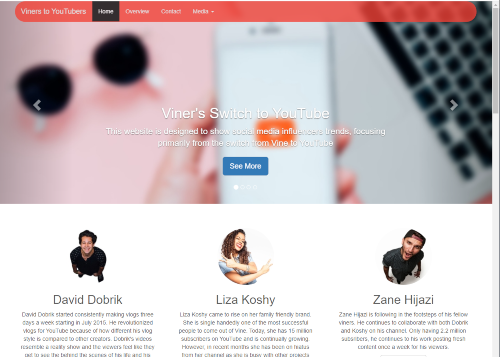 Viners to YouTubers Home Overview Contact Media
Viner's Switch to YouTube
This website is designed to show social media influencers trends, focusing
primarily from the switch from Vine to YouTube
See More
David Dobrik
David Dobrik started consistently making vlogs three
days a week starting in July 2015. He revolutionized
vlogs for YouTube because of how different his vlog
style is compared to other creators. Dobrik's videos
resemble a reality show and the viewers feel like they
get to see the behind the scenes of his life and his
Liza Koshy
Liza Koshy came to rise on her family friendly brand.
She is single handedly one of the most successful
people to come out of Vine. Today, she has 15 million
subscribers on YouTube and is continually growing.
However, in recent months she has been on hiatus
from her channel as she is busy with other projects
Zane Hijazi
Zane Hijazi is following in the footsteps of his fellow
viners. He continues to collaborate with both Dobrik
and Koshy on his channel. Only having 2.2 million
subsribers, he continues to work posting fresh
content once a week for his viewers.